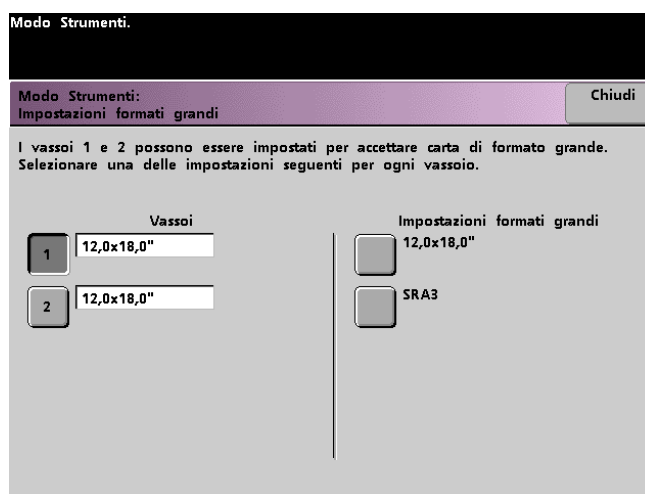 Modo Strumenti.
Modo Strumenti:
Impostazioni formati grandi
Chiudi
I vassoi 1 e 2 possono essere impostati per accettare carta di formato grande.
Selezionare una delle impostazioni seguenti per ogni vassoio.
Vassoi
1
12,0x18,0"
2
12,0x18,0"
Impostazioni formati grandi
12,0x18,0"
SRA3